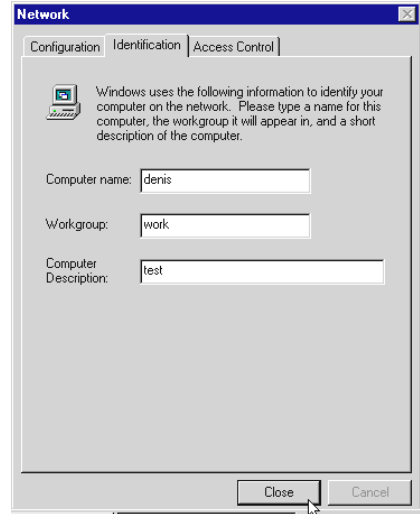 Network
Configuration Identification Access Control
Windows uses the following information to identify your
computer on the network. Please type a name for this
computer, the workgroup it will appear in, and a short
description of the computer.
Computer name: denis
Workgroup: work
Computer
Description: test
Close Cancel